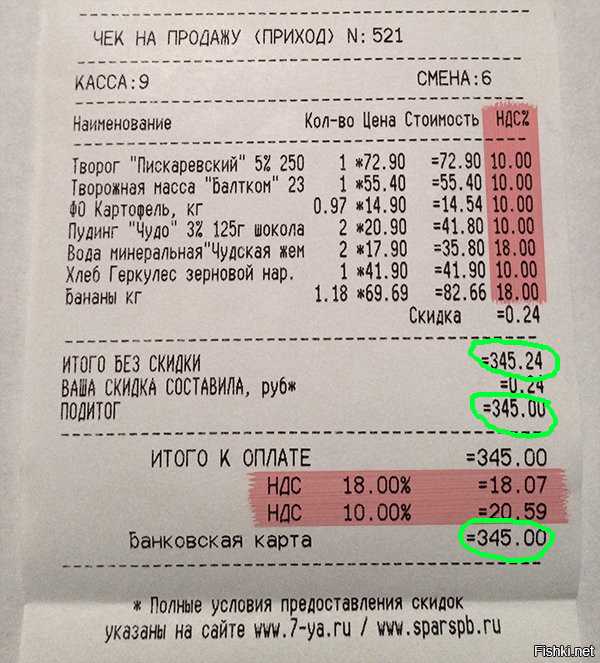 ЧЕК НА ПРОДАЖУ (ПРИХОД) N: 521
КАССА:9 СМЕНА:6
Наименование Кол-во Цена Стоимость НДС%
Творог "Пискаревский" 5% 250 1 *72.90 =72.90 10.00
Творожная масса "Балтком" 23 1 *55.40 =55.40 10.00
ФО Картофель, кг 0.97 *14.90 =14.54 10.00
Пудинг "Чудо" 3% 125г шокола 2 *20.90 =41.80 10.00
Вода минеральная"Чудская жем 2 *17.90 =35.80 18.00
Хлеб Геркулес зерновой нар. 1 *41.90 =41.90 10.00
Бананы кг 1.18 *69.69 =82.66 18.00
Скидка =0.24
ИТОГО БЕЗ СКИДКИ =345.24
ВАША СКИДКА СОСТАВИЛА, руб* =0.24
ПОДИТОГ =345.00
ИТОГО К ОПЛАТЕ =345.00
НДС 18.00% =18.07
НДС 10.00% =20.59
Банковская карта =345.00
* Полные условия предоставления скидок
указаны на сайте www.7-ya.ru / www.sparspb.ru
Fishki.net